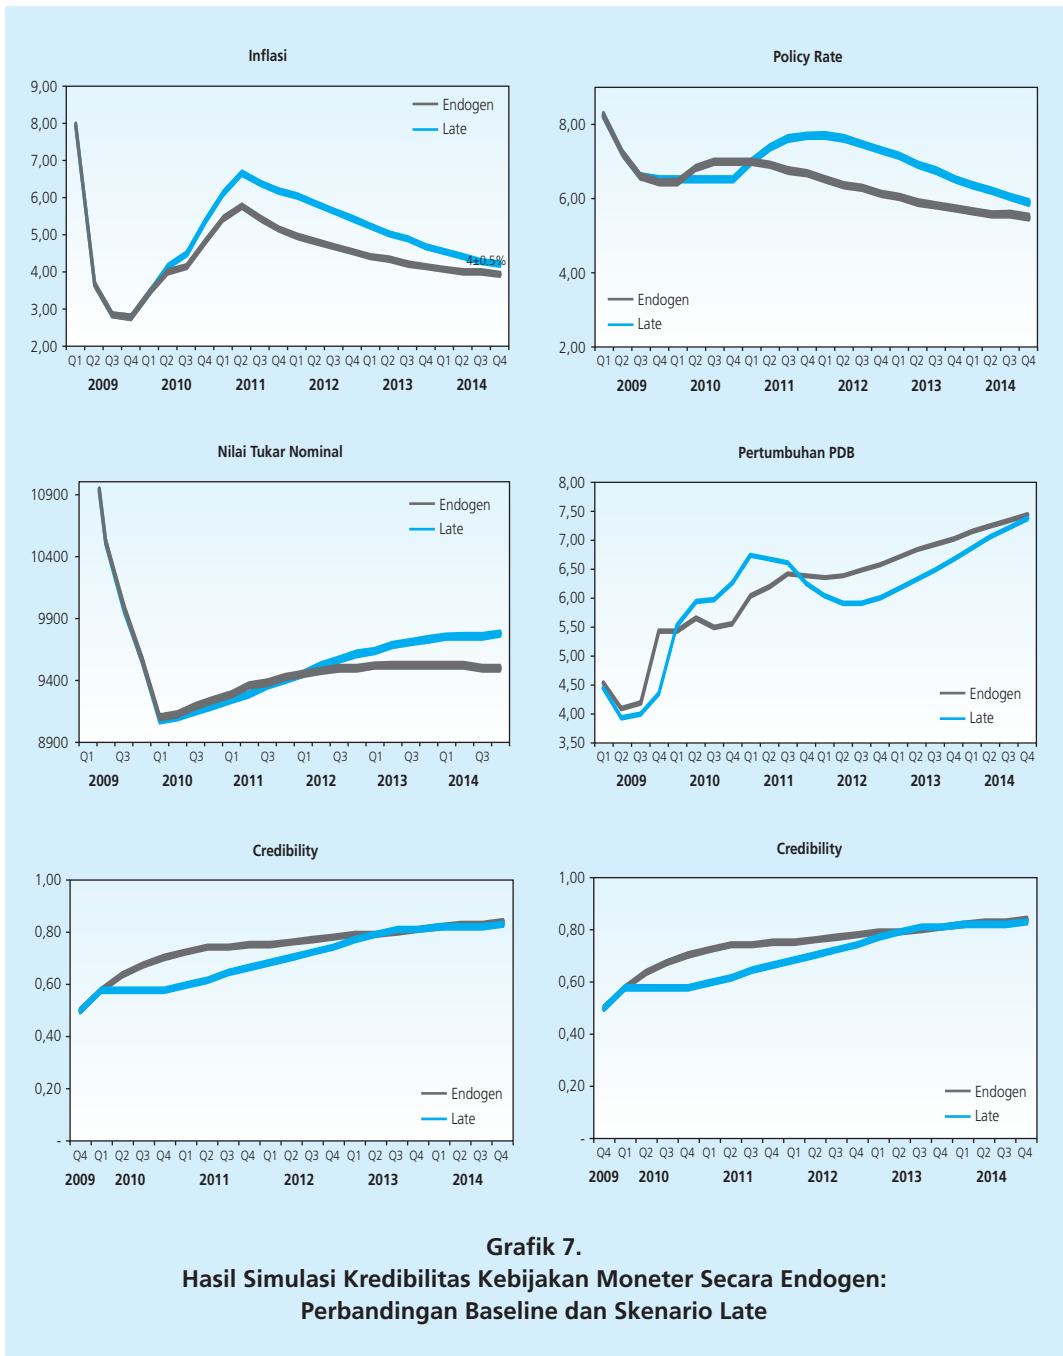 Inflasi
9,00
8,00
7,00
6,00
5,00
4,00
3,00
2,00
Endogen
Late
4±0.5%
Q1 Q2 Q3 Q4 Q1 Q2 Q3 Q4 Q1 Q2 Q3 Q4 Q1 Q2 Q3 Q4 Q1 Q2 Q3 Q4 Q1 Q2 Q3 Q4
2009 2010 2011 2012 2013 2014
Policy Rate
8,00
6,00
4,00
2,00
Endogen
Late
Q1 Q2 Q3 Q4 Q1 Q2 Q3 Q4 Q1 Q2 Q3 Q4 Q1 Q2 Q3 Q4 Q1 Q2 Q3 Q4 Q1 Q2 Q3 Q4
2009 2010 2011 2012 2013 2014
Nilai Tukar Nominal
10900
10400
9900
9400
8900
Endogen
Late
Q1 Q3 Q1 Q3 Q1 Q3 Q1 Q3 Q1 Q3 Q1 Q3
2009 2010 2011 2012 2013 2014
Pertumbuhan PDB
8,00
7,50
7,00
6,50
6,00
5,50
5,00
4,50
4,00
3,50
Endogen
Late
Q1 Q2 Q3 Q4 Q1 Q2 Q3 Q4 Q1 Q2 Q3 Q4 Q1 Q2 Q3 Q4 Q1 Q2 Q3 Q4 Q1 Q2 Q3 Q4
2009 2010 2011 2012 2013 2014
Credibility
1,00
0,80
0,60
0,40
0,20
-
Endogen
Late
Q4 Q1 Q2 Q3 Q4 Q1 Q2 Q3 Q4 Q1 Q2 Q3 Q4 Q1 Q2 Q3 Q4 Q1 Q2 Q3 Q4
2009 2010 2011 2012 2013 2014
Credibility
1,00
0,80
0,60
0,40
0,20
-
Endogen
Late
Q4 Q1 Q2 Q3 Q4 Q1 Q2 Q3 Q4 Q1 Q2 Q3 Q4 Q1 Q2 Q3 Q4 Q1 Q2 Q3 Q4
2009 2010 2011 2012 2013 2014
Grafik 7.
Hasil Simulasi Kredibilitas Kebijakan Moneter Secara Endogen:
Perbandingan Baseline dan Skenario Late